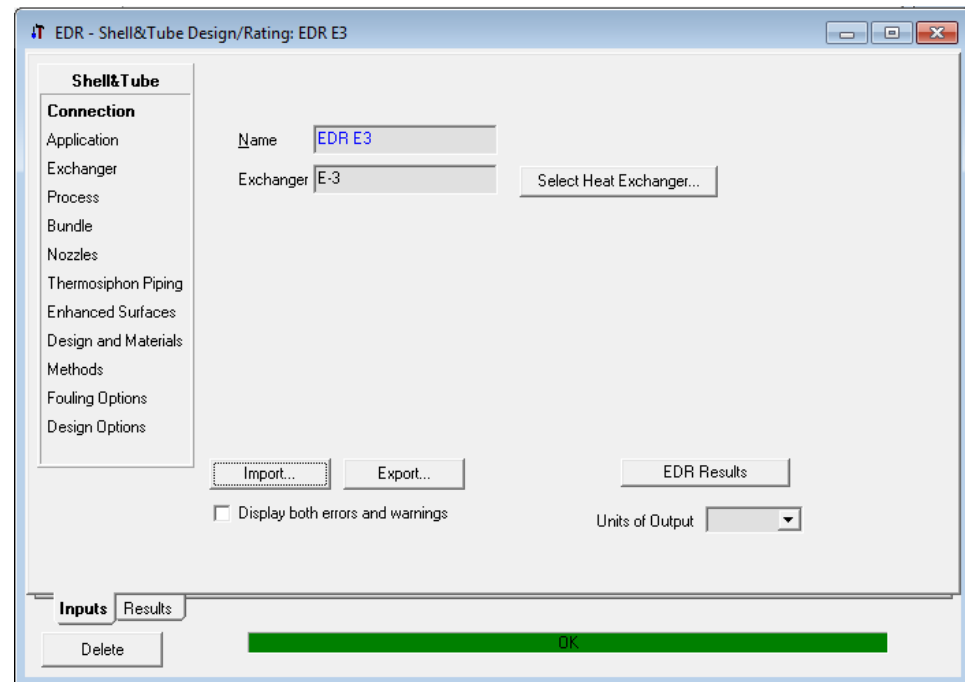 EDR - Shell&Tube Design/Rating: EDR E3
Shell&Tube
Connection
Application
Exchanger
Process
Bundle
Nozzles
Thermosiphon Piping
Enhanced Surfaces
Design and Materials
Methods
Fouling Options
Design Options
Name EDR E3
Exchanger E-3 Select Heat Exchanger...
Import... Export... EDR Results
Display both errors and warnings Units of Output
Inputs Results
Delete OK